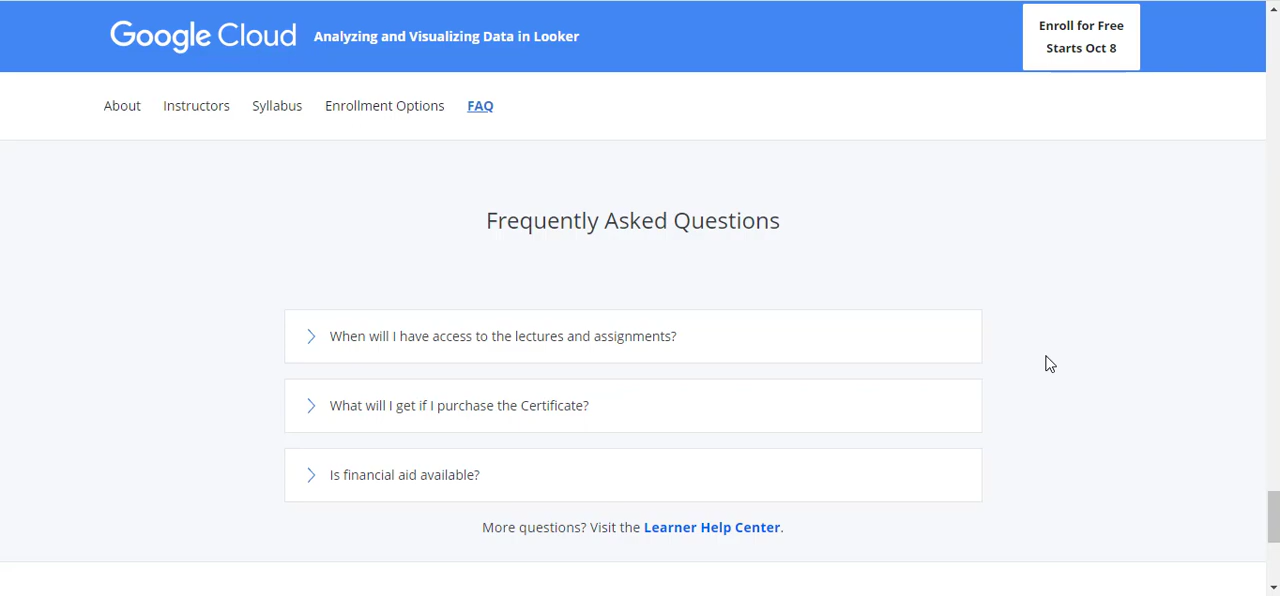 Google Cloud
Analyzing and Visualizing Data in Looker
Enroll for Free
Starts Oct 8
About Instructors Syllabus Enrollment Options FAQ
Frequently Asked Questions
When will I have access to the lectures and assignments?
What will I get if I purchase the Certificate?
Is financial aid available?
More questions? Visit the Learner Help Center.